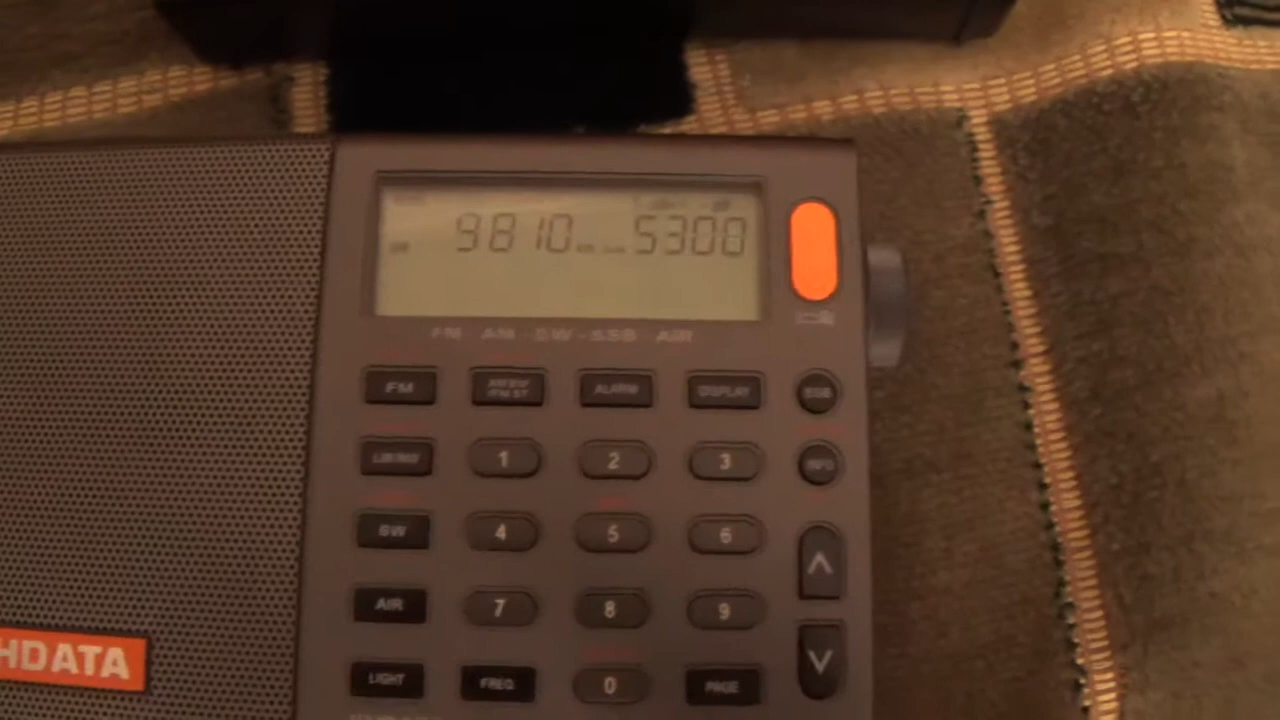 9810 5308
FM AM - SW - SSB AIR
FM ALARM DISPLAY SSB
1 2 3 INFO
SW 4 5 6
AIR 7 8 9
HDATA
LIGHT FREQ 0 PAGE